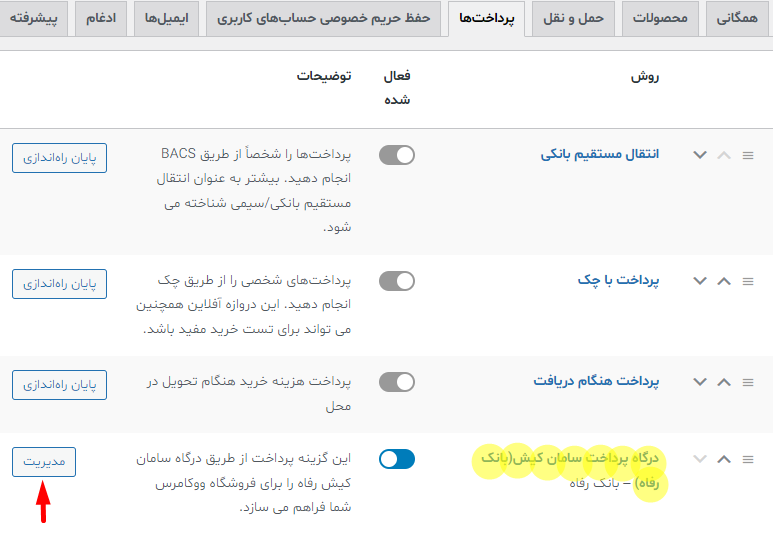 همگانی
محصولات
حمل و نقل
پرداخت‌ها
حفظ حریم خصوصی حساب‌های کاربری
ایمیل‌ها
ادغام
پیشرفته
روش
فعال
شده
توضیحات
انتقال مستقیم بانکی
پرداخت‌ها را شخصاً از طریق BACS
انجام دهید. بیشتر به عنوان انتقال
مستقیم بانکی/سیمی شناخته می
شود.
پایان راه‌اندازی
پرداخت با چک
پرداخت‌های شخصی را از طریق چک
انجام دهید. این دروازه آفلاین همچنین
می تواند برای تست خرید مفید باشد.
پایان راه‌اندازی
پرداخت هنگام دریافت
پرداخت هزینه خرید هنگام تحویل در
محل
پایان راه‌اندازی
درگاه پرداخت سامان کیش(بانک
رفاه) – بانک رفاه
این گزینه پرداخت از طریق درگاه سامان
کیش رفاه را برای فروشگاه ووکامرس
شما فراهم می سازد.
مدیریت